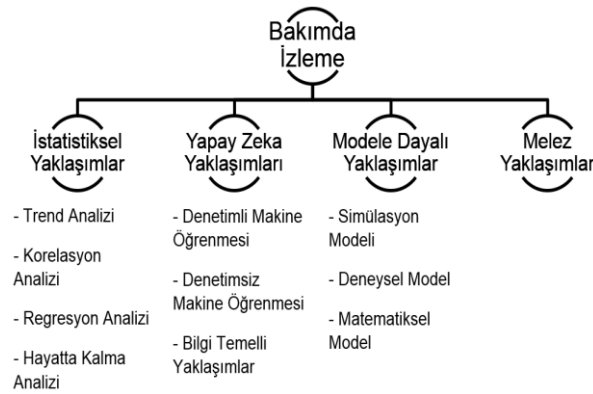 Bakımda
İzleme
İstatistiksel
Yaklaşımlar
- Trend Analizi
- Korelasyon
Analizi
- Regresyon Analizi
- Hayatta Kalma
Analizi
Yapay Zeka
Yaklaşımları
- Denetimli Makine
Öğrenmesi
- Denetimsiz
Makine Öğrenmesi
- Bilgi Temelli
Yaklaşımlar
Modele Dayalı
Yaklaşımlar
- Simülasyon
Modeli
- Deneysel Model
- Matematiksel
Model
Melez
Yaklaşımlar